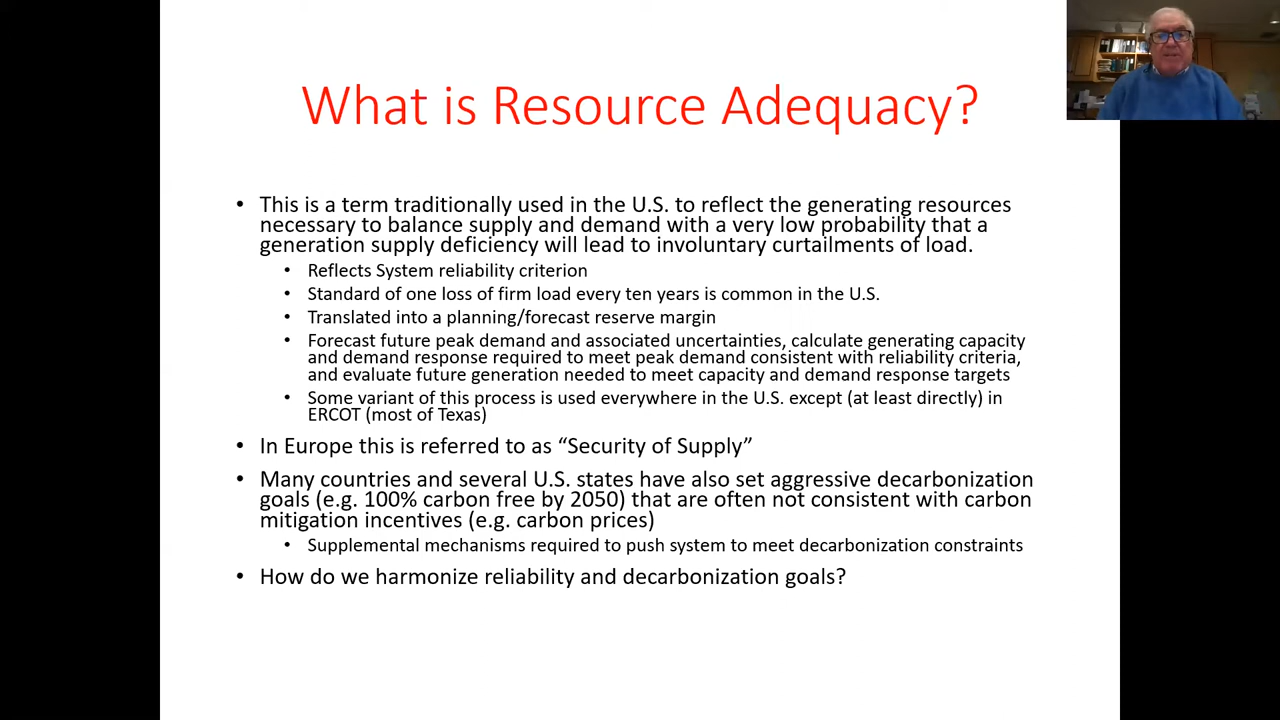 What is Resource Adequacy?
• This is a term traditionally used in the U.S. to reflect the generating resources
necessary to balance supply and demand with a very low probability that a
generation supply deficiency will lead to involuntary curtailments of load.
• Reflects System reliability criterion
• Standard of one loss of firm load every ten years is common in the U.S.
• Translated into a planning/forecast reserve margin
• Forecast future peak demand and associated uncertainties, calculate generating capacity
and demand response required to meet peak demand consistent with reliability criteria,
and evaluate future generation needed to meet capacity and demand response targets
• Some variant of this process is used everywhere in the U.S. except (at least directly) in
ERCOT (most of Texas)
• In Europe this is referred to as “Security of Supply”
• Many countries and several U.S. states have also set aggressive decarbonization
goals (e.g. 100% carbon free by 2050) that are often not consistent with carbon
mitigation incentives (e.g. carbon prices)
• Supplemental mechanisms required to push system to meet decarbonization constraints
• How do we harmonize reliability and decarbonization goals?